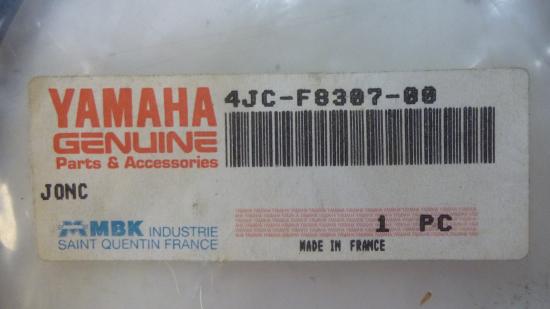 YAMAHA
GENUINE
Parts & Accessories
4JC-F8307-00
JONC
MBK INDUSTRIE
SAINT QUENTIN FRANCE
1 PC
MADE IN FRANCE